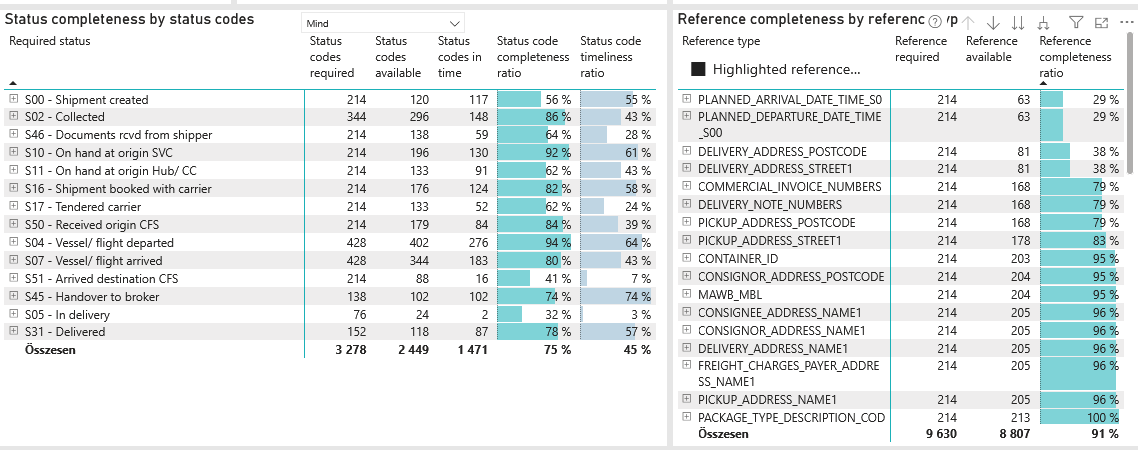 Status completeness by status codes
Mind
Required status
Status codes required
Status codes available
Status codes in time
Status code completeness ratio
Status code timeliness ratio
S00 - Shipment created 214 120 117 56 % 55 %
S02 - Collected 344 296 148 86 % 43 %
S46 - Documents rcvd from shipper 214 138 59 64 % 28 %
S10 - On hand at origin SVC 214 196 130 92 % 61 %
S11 - On hand at origin Hub/ CC 214 133 91 62 % 43 %
S16 - Shipment booked with carrier 214 176 124 82 % 58 %
S17 - Tendered carrier 214 133 52 62 % 24 %
S50 - Received origin CFS 214 179 84 84 % 39 %
S04 - Vessel/ flight departed 428 402 276 94 % 64 %
S07 - Vessel/ flight arrived 428 344 183 80 % 43 %
S51 - Arrived destination CFS 214 88 16 41 % 7 %
S45 - Handover to broker 138 102 102 74 % 74 %
S05 - In delivery 76 24 2 32 % 3 %
S31 - Delivered 152 118 87 78 % 57 %
Összesen 3 278 2 449 1 471 75 % 45 %
Reference completeness by referenc yp
Reference type
Reference required
Reference available
Reference completeness ratio
Highlighted reference...
PLANNED_ARRIVAL_DATE_TIME_S0 214 63 29 %
PLANNED_DEPARTURE_DATE_TIME 214 63 29 %
_S00
DELIVERY_ADDRESS_POSTCODE 214 81 38 %
DELIVERY_ADDRESS_STREET1 214 81 38 %
COMMERCIAL_INVOICE_NUMBERS 214 168 79 %
DELIVERY_NOTE_NUMBERS 214 168 79 %
PICKUP_ADDRESS_POSTCODE 214 168 79 %
PICKUP_ADDRESS_STREET1 214 178 83 %
CONTAINER_ID 214 203 95 %
CONSIGNOR_ADDRESS_POSTCODE 214 204 95 %
MAWB_MBL 214 204 95 %
CONSIGNEE_ADDRESS_NAME1 214 205 96 %
CONSIGNOR_ADDRESS_NAME1 214 205 96 %
DELIVERY_ADDRESS_NAME1 214 205 96 %
FREIGHT_CHARGES_PAYER_ADDRE 214 205 96 %
SS_NAME1
PICKUP_ADDRESS_NAME1 214 205 96 %
PACKAGE_TYPE_DESCRIPTION_COD 214 213 100 %
Összesen 9 630 8 807 91 %